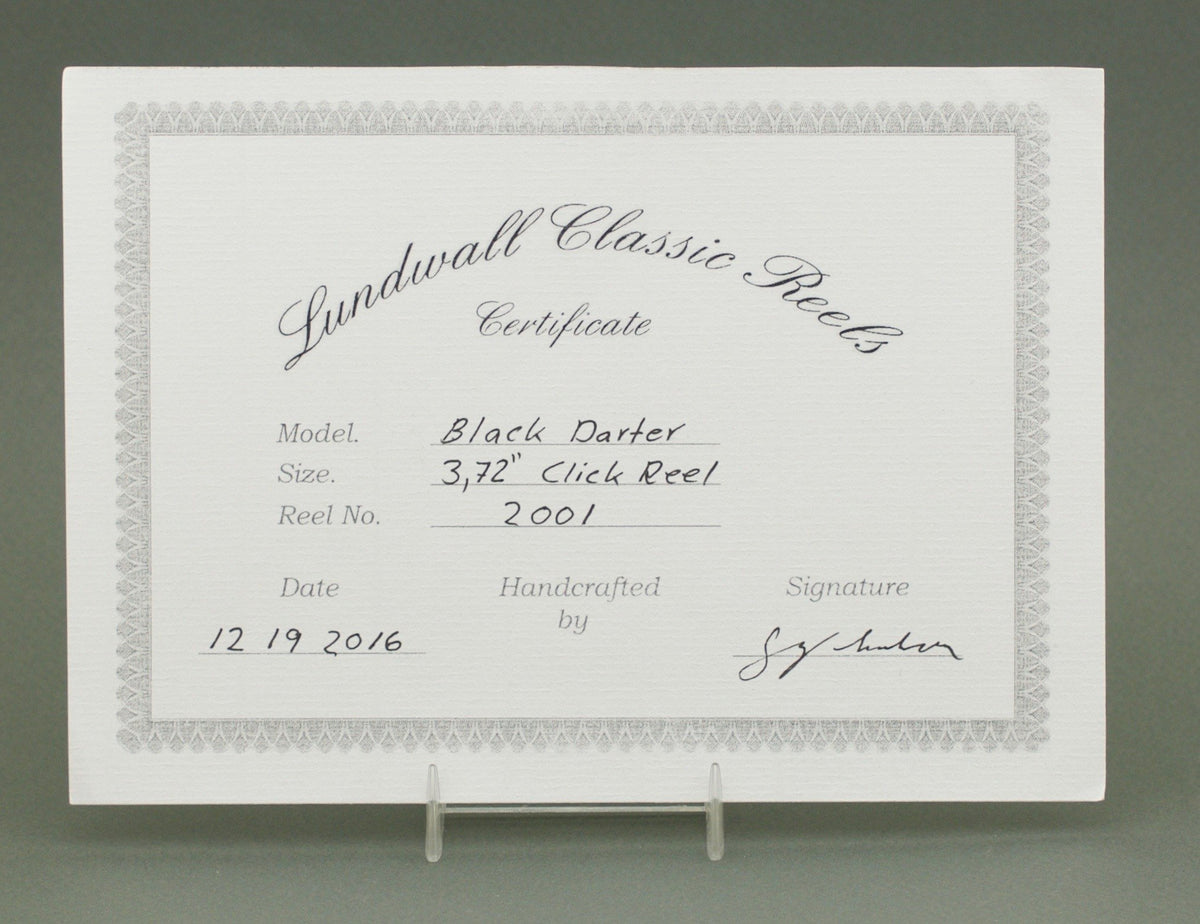 Lundwall Classic Reels
Certificate
Model. Black Darter
Size. 3,72" Click Reel
Reel No. 2001
Date Handcrafted Signature
by
12 19 2016